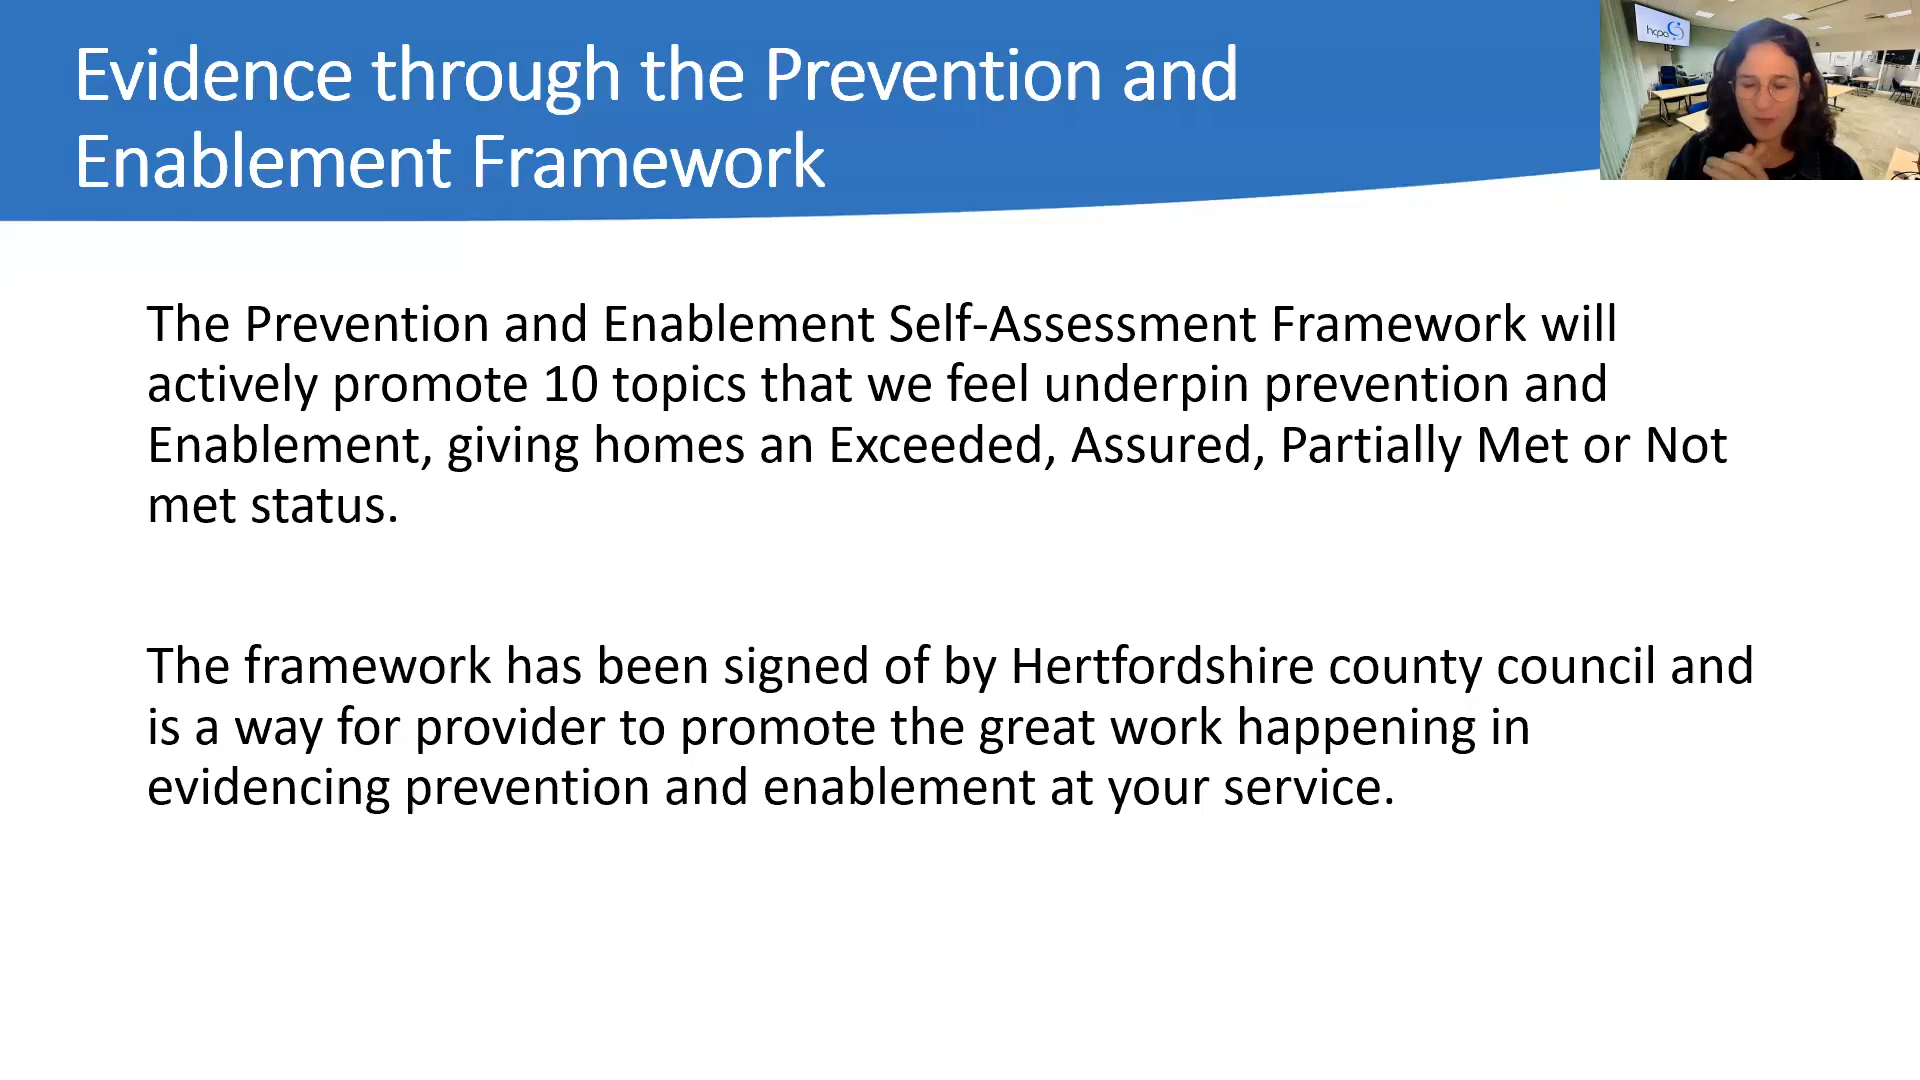 Evidence through the Prevention and
Enablement Framework
hcpa
The Prevention and Enablement Self-Assessment Framework will
actively promote 10 topics that we feel underpin prevention and
Enablement, giving homes an Exceeded, Assured, Partially Met or Not
met status.
The framework has been signed of by Hertfordshire county council and
is a way for provider to promote the great work happening in
evidencing prevention and enablement at your service.